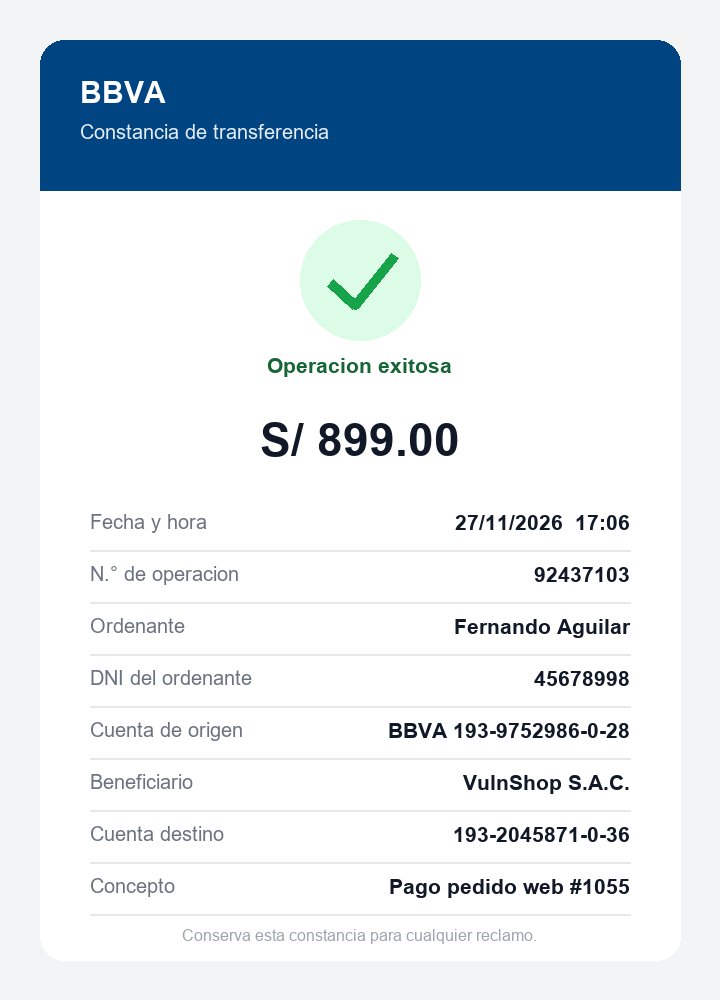 BBVA
Constancia de transferencia
Operacion exitosa
S/ 899.00
Fecha y hora 27/11/2026 17:06
N.° de operacion 92437103
Ordenante Fernando Aguilar
DNI del ordenante 45678998
Cuenta de origen BBVA 193-9752986-0-28
Beneficiario VulnShop S.A.C.
Cuenta destino 193-2045871-0-36
Concepto Pago pedido web #1055
Conserva esta constancia para cualquier reclamo.